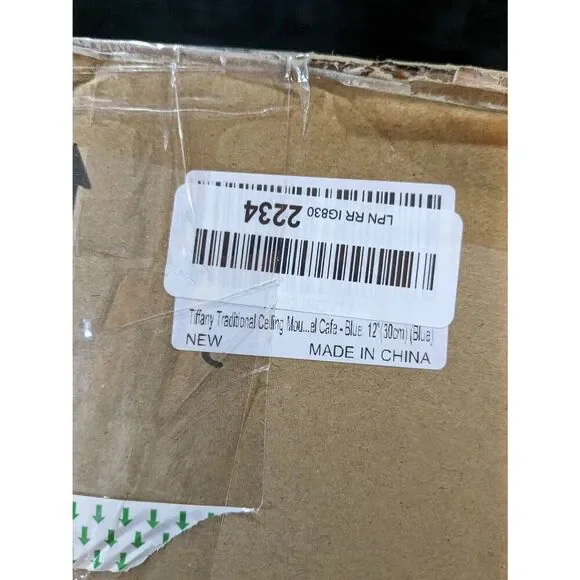 LPN RR IG830 2234
Tiffany Traditional Ceiling Mou...el Cafe - Blue, 12"(30cm) (Blue)
NEW
MADE IN CHINA